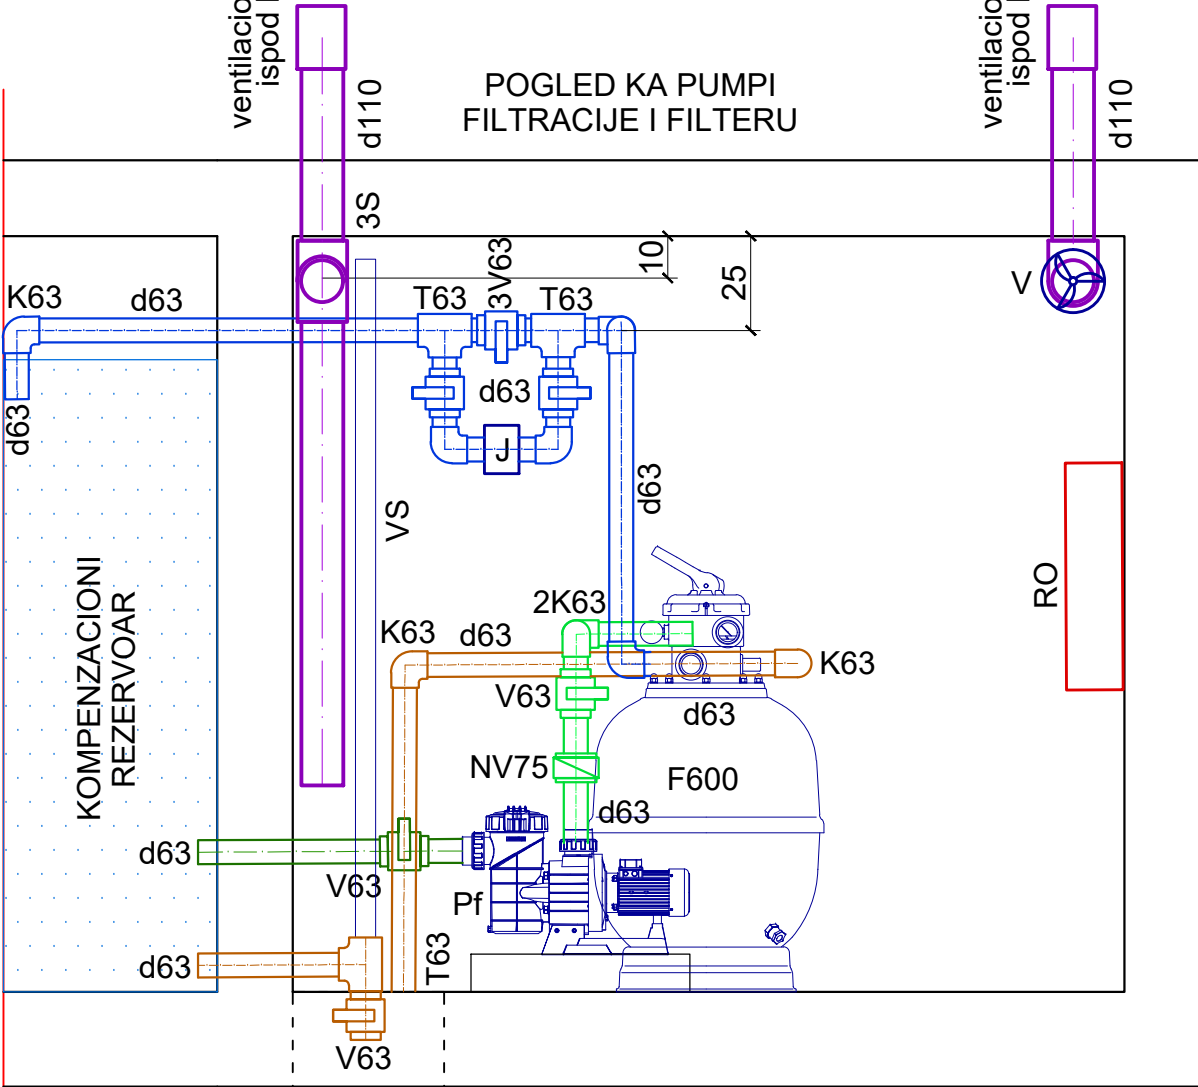 ventilacio
ispod
d110
POGLED KA PUMPI
FILTRACIJE I FILTERU
ventilacio
ispod
d110
3S
10
25
K63
d63
T63
3V63
T63
V
d63
d63
J
d63
VS
RO
KOMPENZACIONI
REZERVOAR
2K63
K63
d63
K63
V63
d63
NV75
F600
d63
d63
V63
Pf
d63
T63
V63